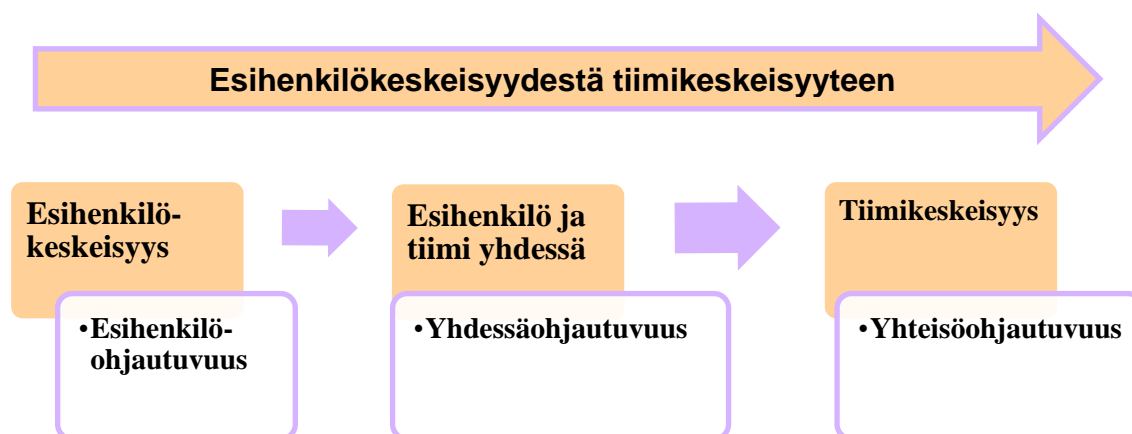 Esihenkilökeskeisyydestä tiimikeskeisyyteen
Esihenkilö-
keskeisyys
•Esihenkilö-
ohjautuvuus
Esihenkilö ja
tiimi yhdessä
•Yhdessäohjautuvuus
Tiimikeskeisyys
•Yhteisöohjautuvuus